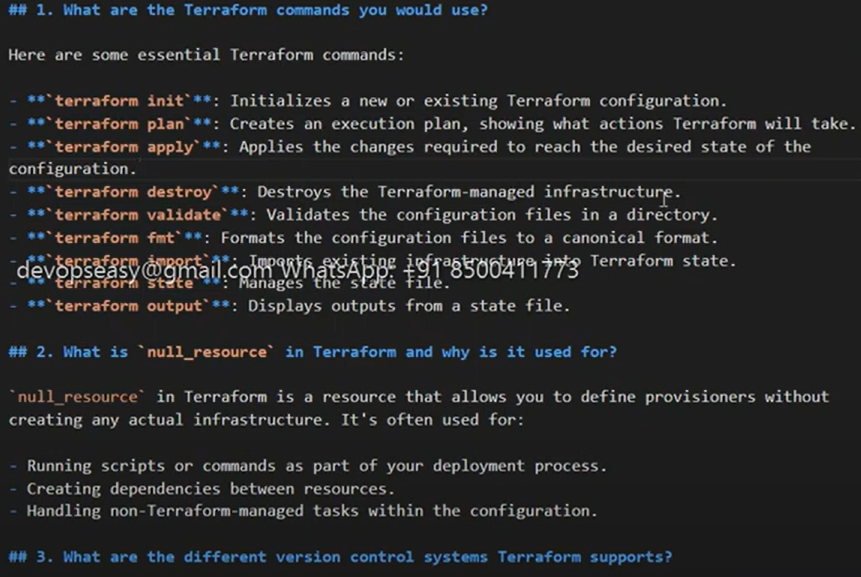 ## 1. What are the Terraform commands you would use?
Here are some essential Terraform commands:
- **`terraform init`**: Initializes a new or existing Terraform configuration.
- **`terraform plan`**: Creates an execution plan, showing what actions Terraform will take.
- **`terraform apply`**: Applies the changes required to reach the desired state of the
configuration.
- **`terraform destroy`**: Destroys the Terraform-managed infrastructure.
- **`terraform validate`**: Validates the configuration files in a directory.
- **`terraform fmt`**: Formats the configuration files to a canonical format.
- **`terraform import`**: Imports existing infrastructure into Terraform state.
devopseasy@gmail.com WhatsApp: +91 8500411773
- **`terraform state`**: Manages the state file.
- **`terraform output`**: Displays outputs from a state file.
## 2. What is `null_resource` in Terraform and why is it used for?
`null_resource` in Terraform is a resource that allows you to define provisioners without
creating any actual infrastructure. It's often used for:
- Running scripts or commands as part of your deployment process.
- Creating dependencies between resources.
- Handling non-Terraform-managed tasks within the configuration.
## 3. What are the different version control systems Terraform supports?